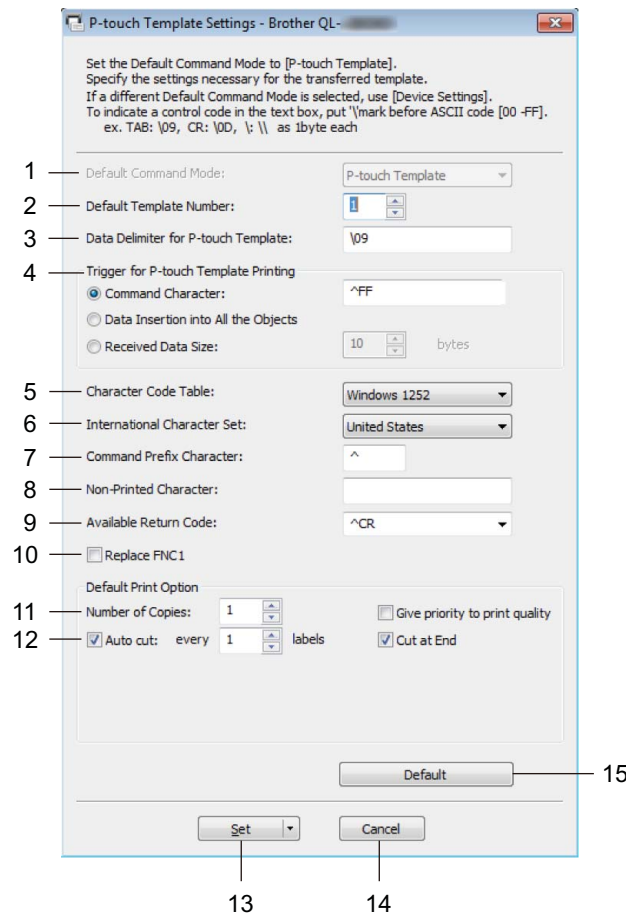 P-touch Template Settings - Brother QL-
Set the Default Command Mode to [P-touch Template].
Specify the settings necessary for the transferred template.
If a different Default Command Mode is selected, use [Device Settings].
To indicate a control code in the text box, put '\'mark before ASCII code [00 -FF].
ex. TAB: \09, CR: \0D, \: \\ as 1byte each
1 Default Command Mode: P-touch Template
2 Default Template Number: 1
3 Data Delimiter for P-touch Template: \09
4 Trigger for P-touch Template Printing
Command Character: ^FF
Data Insertion into All the Objects
Received Data Size: 10 bytes
5 Character Code Table: Windows 1252
6 International Character Set: United States
7 Command Prefix Character: ^
8 Non-Printed Character:
9 Available Return Code: ^CR
10 Replace FNC1
Default Print Option
11 Number of Copies: 1 Give priority to print quality
12 Auto cut: every 1 labels Cut at End
Default 15
Set Cancel
13 14